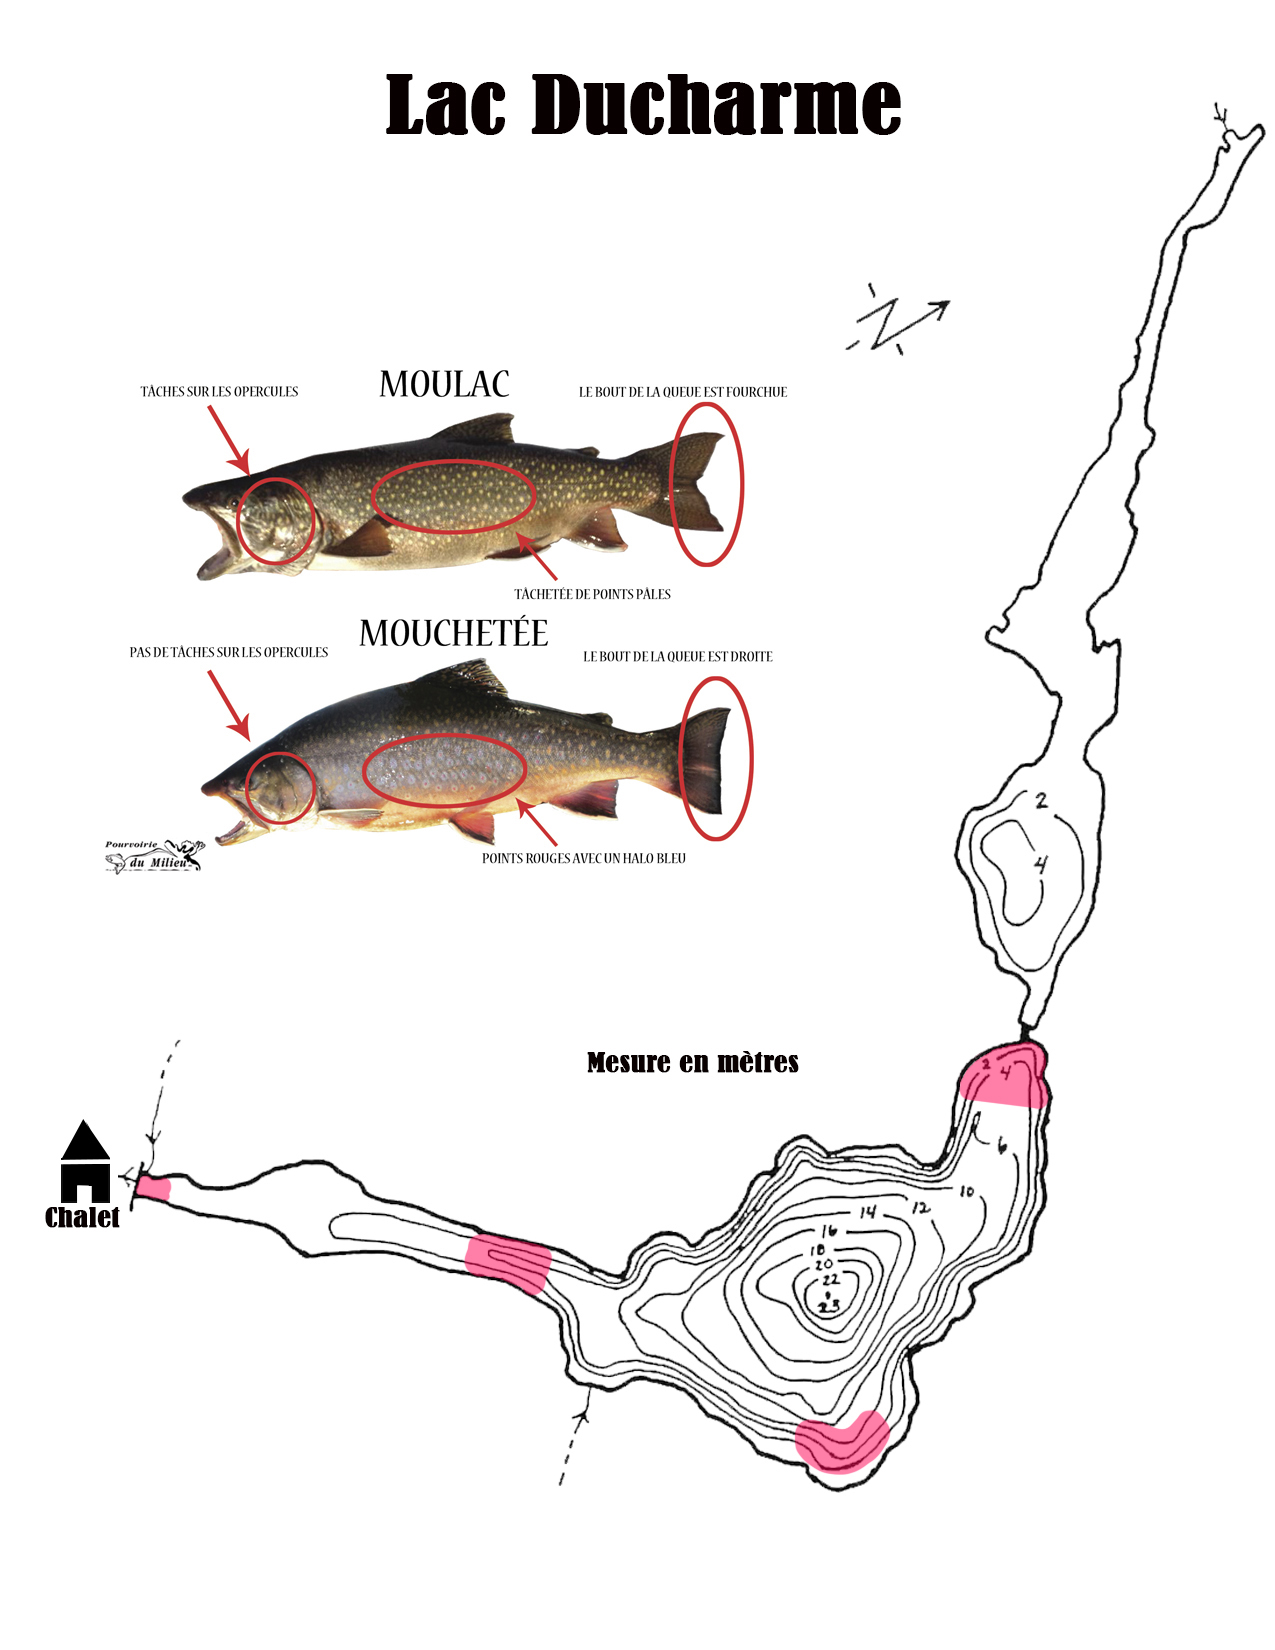 Lac Ducharme
N
MOULAC
TÂCHES SUR LES OPERCULES
LE BOUT DE LA QUEUE EST FOURCHUE
TÂCHETÉE DE POINTS PÂLES
MOUCHETÉE
PAS DE TÂCHES SUR LES OPERCULES
LE BOUT DE LA QUEUE EST DROITE
POINTS ROUGES AVEC UN HALO BLEU
Pourvoirie
du Milieu
2
4
Mesure en mètres
2
4
6
10
12
14
16
18
20
22
23
Chalet